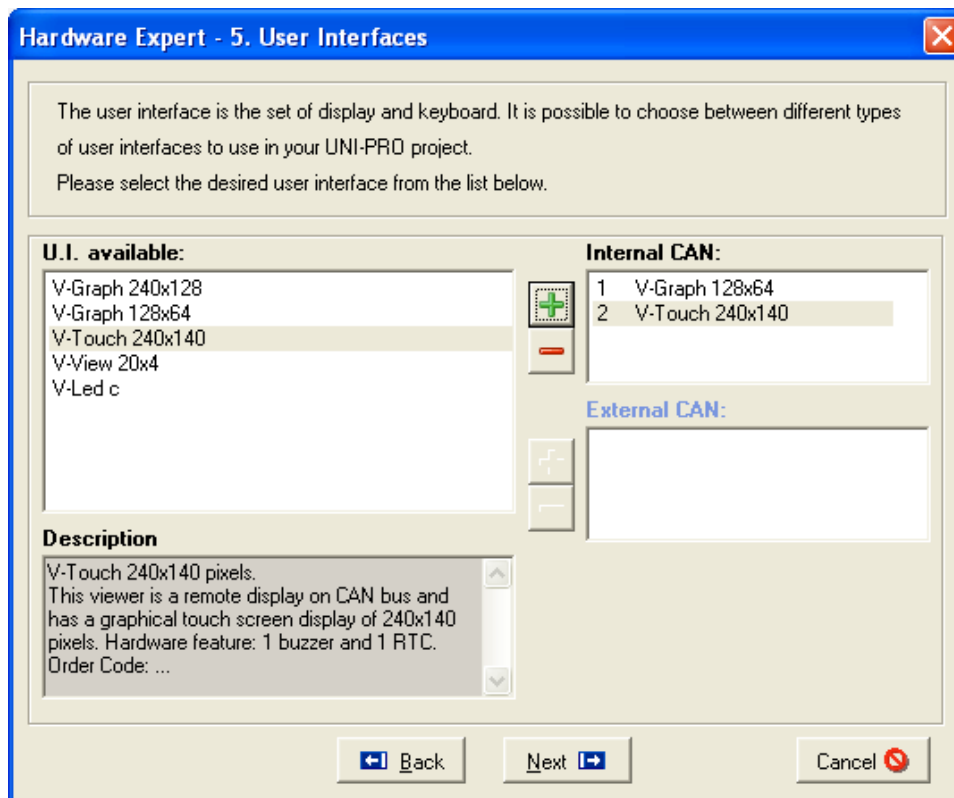 Hardware Expert - 5. User Interfaces
The user interface is the set of display and keyboard. It is possible to choose between different types
of user interfaces to use in your UNI-PRO project.
Please select the desired user interface from the list below.
U.I. available:
V-Graph 240x128
V-Graph 128x64
V-Touch 240x140
V-View 20x4
V-Led c
Internal CAN:
1 V-Graph 128x64
2 V-Touch 240x140
External CAN:
Description
V-Touch 240x140 pixels.
This viewer is a remote display on CAN bus and
has a graphical touch screen display of 240x140
pixels. Hardware feature: 1 buzzer and 1 RTC.
Order Code: ...
Back
Next
Cancel